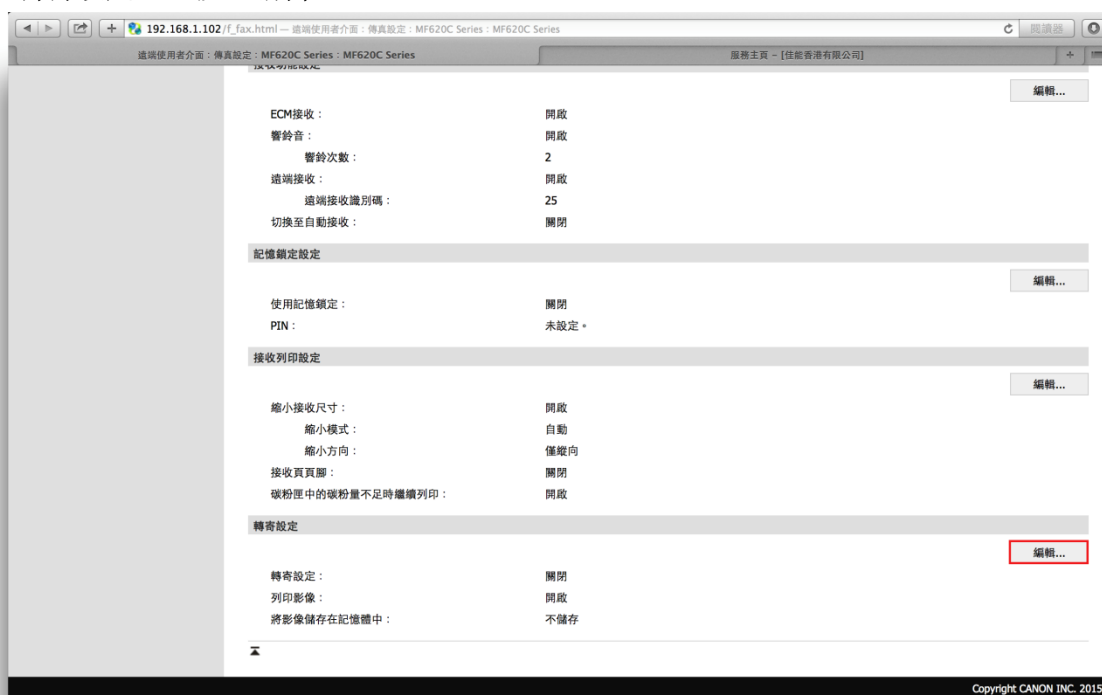 192.168.1.102/f_fax.html — 遠端使用者介面：傳真設定：MF620C Series：MF620C Series
閱讀器
遠端使用者介面：傳真設定：MF620C Series：MF620C Series
服務主頁 – [佳能香港有限公司]
接收功能設定
編輯...
ECM接收： 開啟
響鈴音： 開啟
響鈴次數： 2
遠端接收： 開啟
遠端接收識別碼： 25
切換至自動接收： 關閉
記憶鎖定設定
編輯...
使用記憶鎖定： 關閉
PIN： 未設定。
接收列印設定
編輯...
縮小接收尺寸： 開啟
縮小模式： 自動
縮小方向： 僅縱向
接收頁頁腳： 關閉
碳粉匣中的碳粉量不足時繼續列印： 開啟
轉寄設定
編輯...
轉寄設定： 關閉
列印影像： 開啟
將影像儲存在記憶體中： 不儲存
Copyright CANON INC. 2015